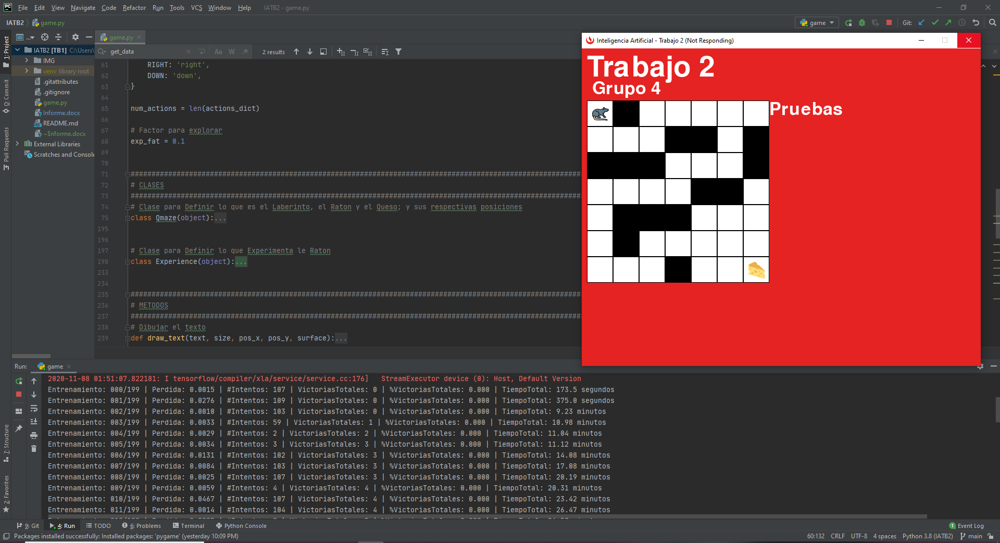 PC File Edit View Navigate Code Refactor Run Tools VCS Window Help IATB2 - game.py
IATB2 game.py game Git:
1: Project
0: Commit
Pull Requests
7: Structure
2: Favorites
...
IATB2 [TB1] C:\Users\
IMG
venv library root
.gitattributes
.gitignore
game.py
Informe.docx
README.md
~$nforme.docx
External Libraries
Scratches and Console
game.py
get_data Aa W .* 2 results
61 RIGHT: 'right',
62 DOWN: 'down',
63 }
64
65 num_actions = len(actions_dict)
66
67 # Factor para explorar
68 exp_fat = 0.1
69
70
71 ############################################################################################################
72 # CLASES
73 ############################################################################################################
74 # Clase para Definir lo que es el Laberinto, el Raton y el Queso; y sus respectivas posiciones
75 class Qmaze(object):...
195
196
197 # Clase para Definir lo que Experimenta le Raton
198 class Experience(object):...
233
234
235 ############################################################################################################
236 # METODOS
237 ############################################################################################################
238 # Dibujar el texto
239 def draw_text(text, size, pos_x, pos_y, surface):...
Inteligencia Artificial - Trabajo 2 (Not Responding)
Trabajo 2
Grupo 4
Pruebas
Run: game
2020-11-08 01:51:07.822181: I tensorflow/compiler/xla/service/service.cc:176] StreamExecutor device (0): Host, Default Version
Entrenamiento: 000/199 | Perdida: 0.0015 | #Intentos: 107 | VictoriasTotales: 0 | %VictoriasTotales: 0.000 | TiempoTotal: 173.5 segundos
Entrenamiento: 001/199 | Perdida: 0.0276 | #Intentos: 109 | VictoriasTotales: 0 | %VictoriasTotales: 0.000 | TiempoTotal: 375.0 segundos
Entrenamiento: 002/199 | Perdida: 0.0010 | #Intentos: 103 | VictoriasTotales: 0 | %VictoriasTotales: 0.000 | TiempoTotal: 9.23 minutos
Entrenamiento: 003/199 | Perdida: 0.0033 | #Intentos: 59 | VictoriasTotales: 1 | %VictoriasTotales: 0.000 | TiempoTotal: 10.98 minutos
Entrenamiento: 004/199 | Perdida: 0.0029 | #Intentos: 2 | VictoriasTotales: 2 | %VictoriasTotales: 0.000 | TiempoTotal: 11.04 minutos
Entrenamiento: 005/199 | Perdida: 0.0034 | #Intentos: 3 | VictoriasTotales: 3 | %VictoriasTotales: 0.000 | TiempoTotal: 11.12 minutos
Entrenamiento: 006/199 | Perdida: 0.0131 | #Intentos: 102 | VictoriasTotales: 3 | %VictoriasTotales: 0.000 | TiempoTotal: 14.08 minutos
Entrenamiento: 007/199 | Perdida: 0.0084 | #Intentos: 103 | VictoriasTotales: 3 | %VictoriasTotales: 0.000 | TiempoTotal: 17.08 minutos
Entrenamiento: 008/199 | Perdida: 0.0025 | #Intentos: 107 | VictoriasTotales: 3 | %VictoriasTotales: 0.000 | TiempoTotal: 20.19 minutos
Entrenamiento: 009/199 | Perdida: 0.0059 | #Intentos: 4 | VictoriasTotales: 4 | %VictoriasTotales: 0.000 | TiempoTotal: 20.31 minutos
Entrenamiento: 010/199 | Perdida: 0.0467 | #Intentos: 107 | VictoriasTotales: 4 | %VictoriasTotales: 0.000 | TiempoTotal: 23.42 minutos
Entrenamiento: 011/199 | Perdida: 0.0014 | #Intentos: 104 | VictoriasTotales: 4 | %VictoriasTotales: 0.000 | TiempoTotal: 26.47 minutos
9: Git 4: Run TODO 6: Problems Terminal Python Console 1 Event Log
Packages installed successfully: Installed packages: 'pygame' (yesterday 10:09 PM) 60:132 CRLF UTF-8 4 spaces Python 3.8 (IATB2) main